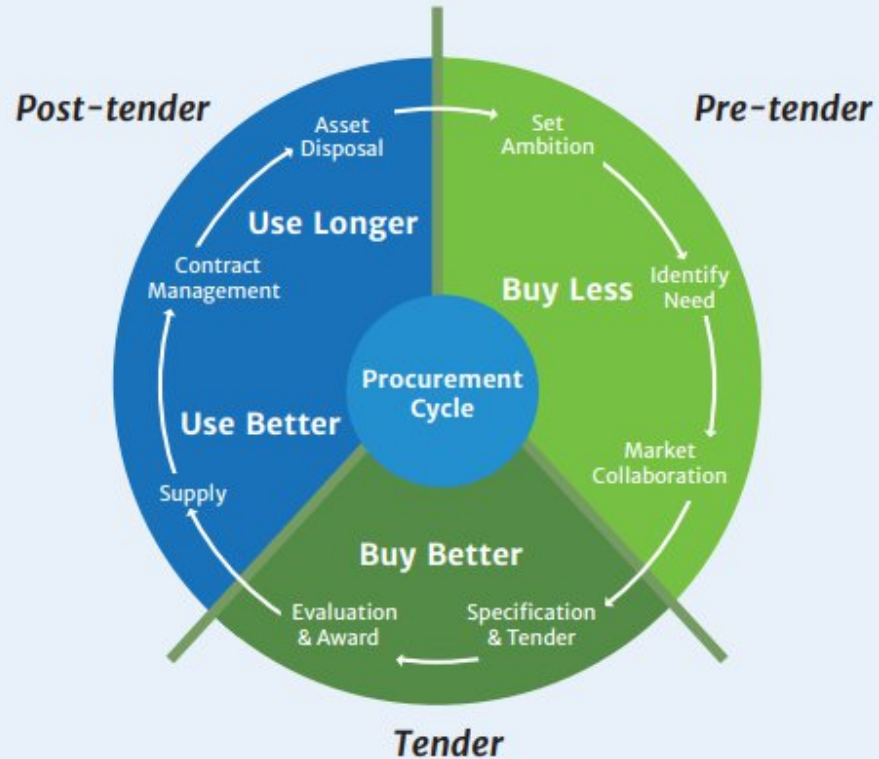 Post-tender
Pre-tender
Asset
Disposal
Set
Ambition
Use Longer
Contract
Management
Buy Less
Identify
Need
Procurement
Cycle
Use Better
Market
Collaboration
Supply
Buy Better
Evaluation
& Award
Specification
& Tender
Tender